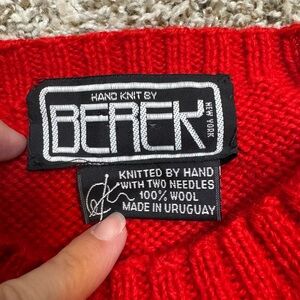 HAND KNIT BY
BEREK
NEW YORK
KNITTED BY HAND
WITH TWO NEEDLES
100% WOOL
MADE IN URUGUAY